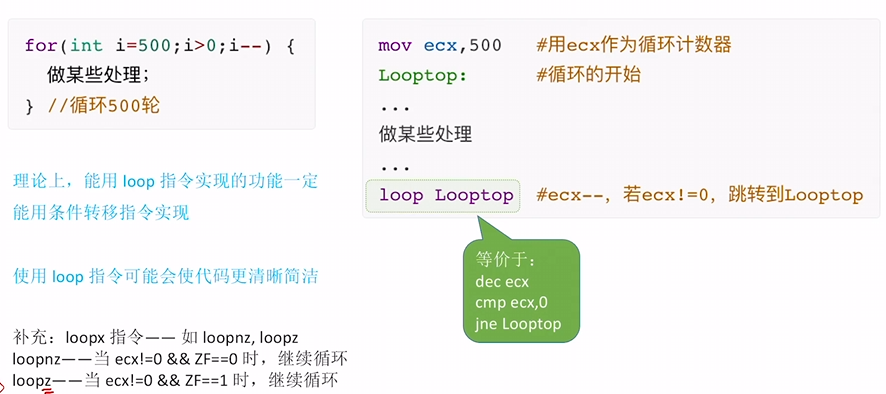 for(int i=500;i>0;i--) {
做某些处理;
} //循环500轮
理论上，能用 loop 指令实现的功能一定
能用条件转移指令实现
使用 loop 指令可能会使代码更清晰简洁
补充：loopx 指令—— 如 loopnz, loopz
loopnz——当 ecx!=0 && ZF==0 时，继续循环
loopz——当 ecx!=0 && ZF==1 时，继续循环
mov ecx,500 #用ecx作为循环计数器
Looptop: #循环的开始
...
做某些处理
...
loop Looptop #ecx--，若ecx!=0，跳转到Looptop
等价于：
dec ecx
cmp ecx,0
jne Looptop